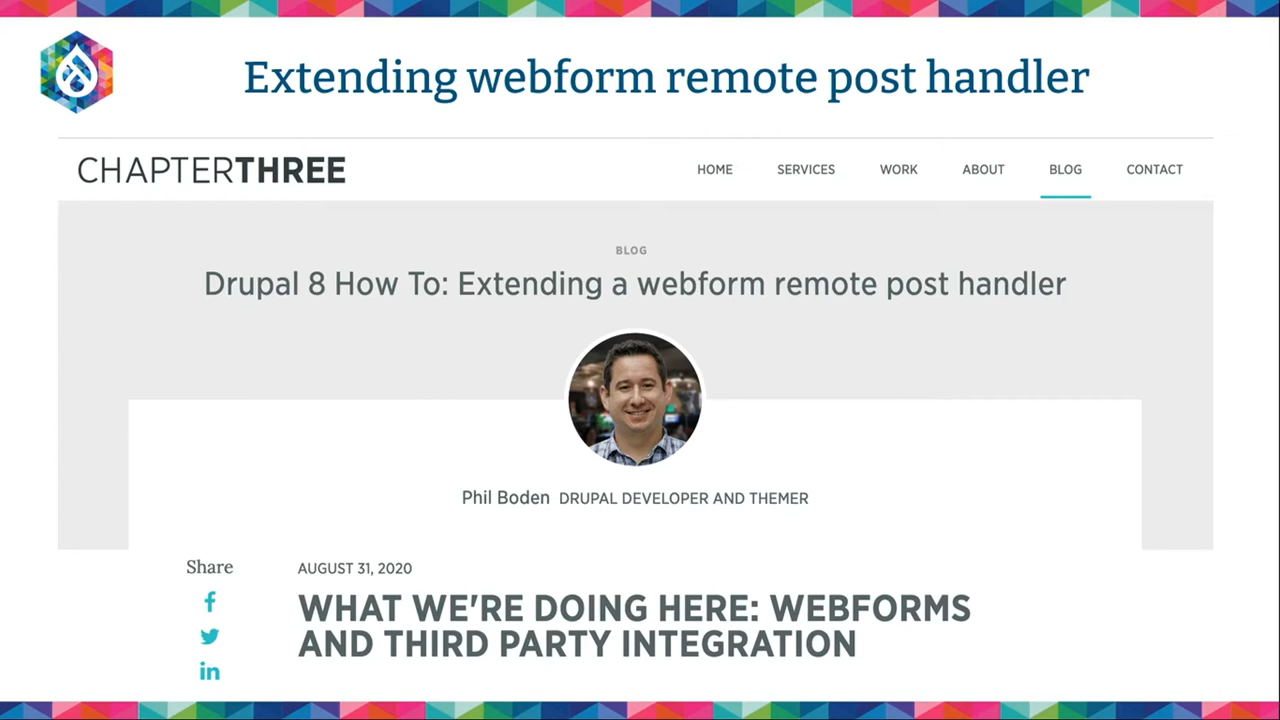 Extending webform remote post handler
CHAPTERTHREE
HOME SERVICES WORK ABOUT BLOG CONTACT
BLOG
Drupal 8 How To: Extending a webform remote post handler
Phil Boden DRUPAL DEVELOPER AND THEMER
Share
AUGUST 31, 2020
WHAT WE'RE DOING HERE: WEBFORMS
AND THIRD PARTY INTEGRATION